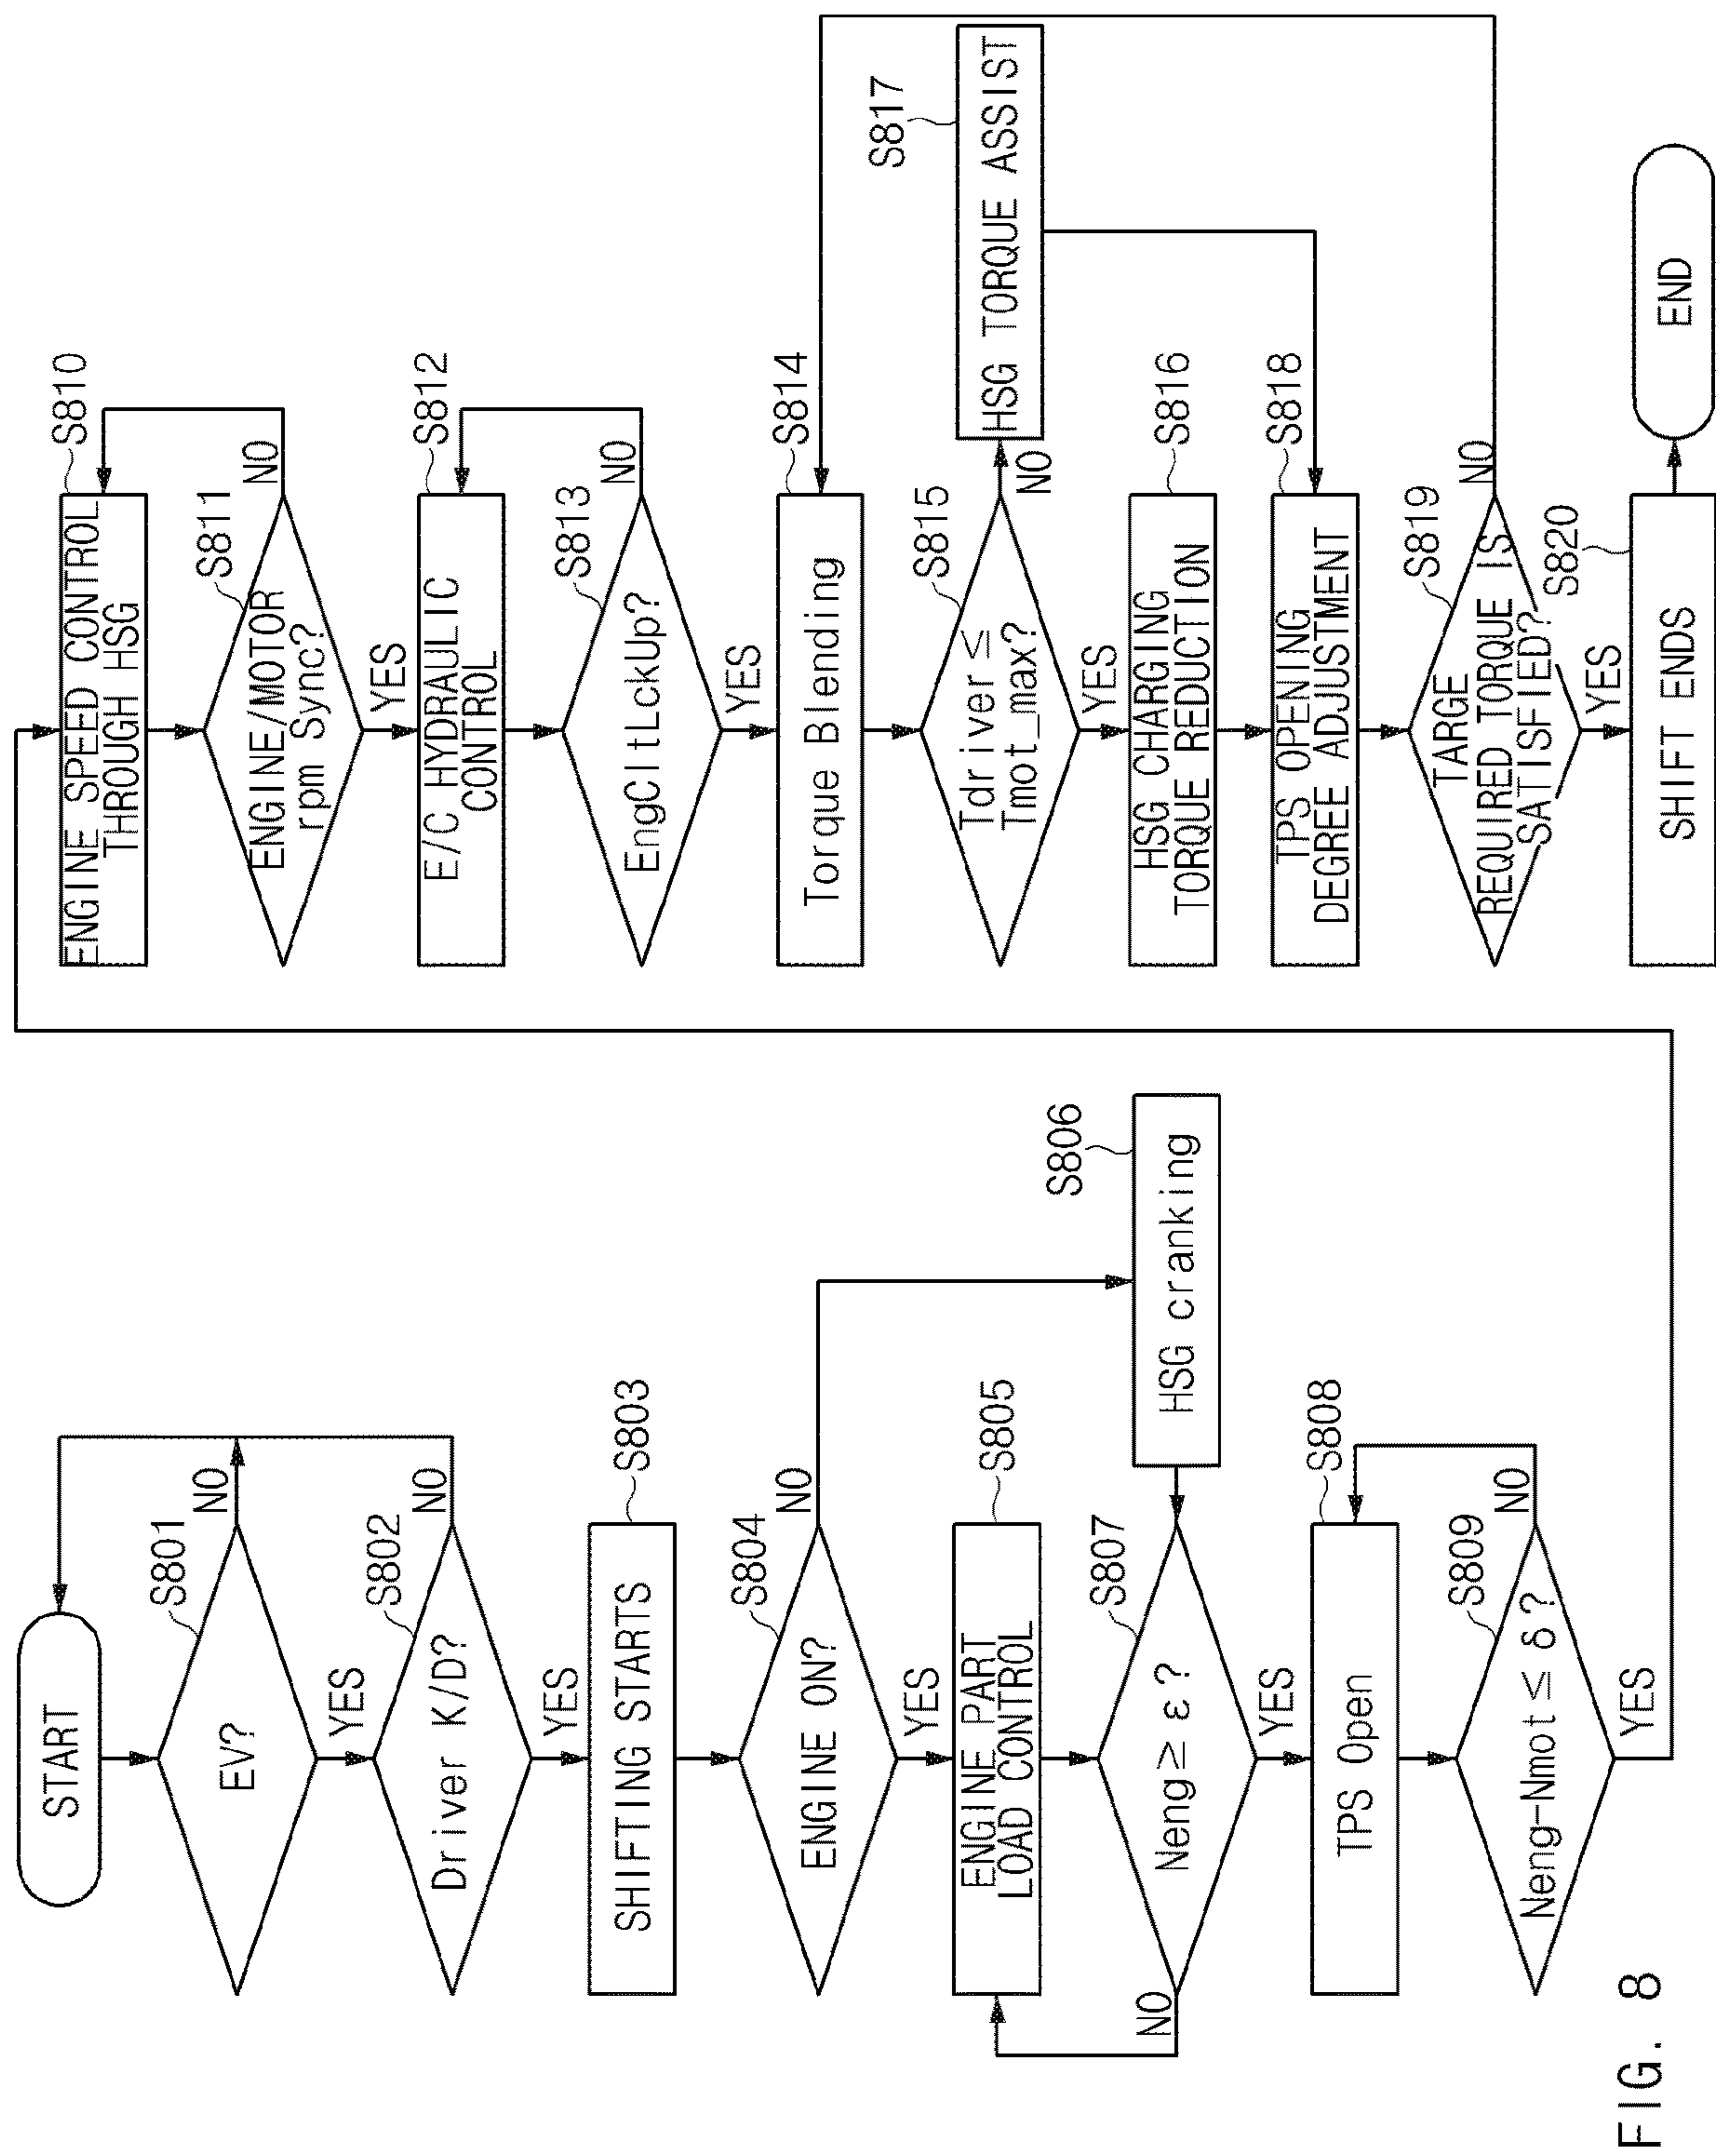 START
S801
EV?
NO
YES
S802
Driver K/D?
NO
YES
S803
SHIFTING STARTS
S804
ENGINE ON?
NO
YES
S805
ENGINE PART
LOAD CONTROL
S806
HSG cranking
S807
Neng ≥ ε ?
NO
YES
S808
TPS Open
S809
Neng-Nmot ≤ δ ?
NO
YES
S810
ENGINE SPEED CONTROL
THROUGH HSG
S811
ENGINE/MOTOR
rpm Sync?
NO
YES
S812
E/C HYDRAULIC
CONTROL
S813
EngCltLckUp?
NO
YES
S814
Torque Blending
S815
Tdriver ≤
Tmot_max?
NO
YES
S817
HSG TORQUE ASSIST
S816
HSG CHARGING
TORQUE REDUCTION
S818
TPS OPENING
DEGREE ADJUSTMENT
S819
TARGE
REQUIRED TORQUE IS
SATISFIED?
NO
YES
S820
SHIFT ENDS
END
FIG. 8